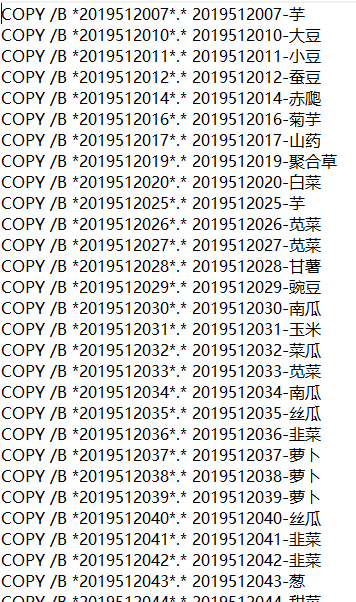 COPY /B *2019512007*.* 2019512007-芋
COPY /B *2019512010*.* 2019512010-大豆
COPY /B *2019512011*.* 2019512011-小豆
COPY /B *2019512012*.* 2019512012-蚕豆
COPY /B *2019512014*.* 2019512014-赤瓟
COPY /B *2019512016*.* 2019512016-菊芋
COPY /B *2019512017*.* 2019512017-山药
COPY /B *2019512019*.* 2019512019-聚合草
COPY /B *2019512020*.* 2019512020-白菜
COPY /B *2019512025*.* 2019512025-芋
COPY /B *2019512026*.* 2019512026-苋菜
COPY /B *2019512027*.* 2019512027-苋菜
COPY /B *2019512028*.* 2019512028-甘薯
COPY /B *2019512029*.* 2019512029-豌豆
COPY /B *2019512030*.* 2019512030-南瓜
COPY /B *2019512031*.* 2019512031-玉米
COPY /B *2019512032*.* 2019512032-菜瓜
COPY /B *2019512033*.* 2019512033-苋菜
COPY /B *2019512034*.* 2019512034-南瓜
COPY /B *2019512035*.* 2019512035-丝瓜
COPY /B *2019512036*.* 2019512036-韭菜
COPY /B *2019512037*.* 2019512037-萝卜
COPY /B *2019512038*.* 2019512038-萝卜
COPY /B *2019512039*.* 2019512039-萝卜
COPY /B *2019512040*.* 2019512040-丝瓜
COPY /B *2019512041*.* 2019512041-韭菜
COPY /B *2019512042*.* 2019512042-韭菜
COPY /B *2019512043*.* 2019512043-葱
COPY /B *2019512044*.* 2019512044-甜菜